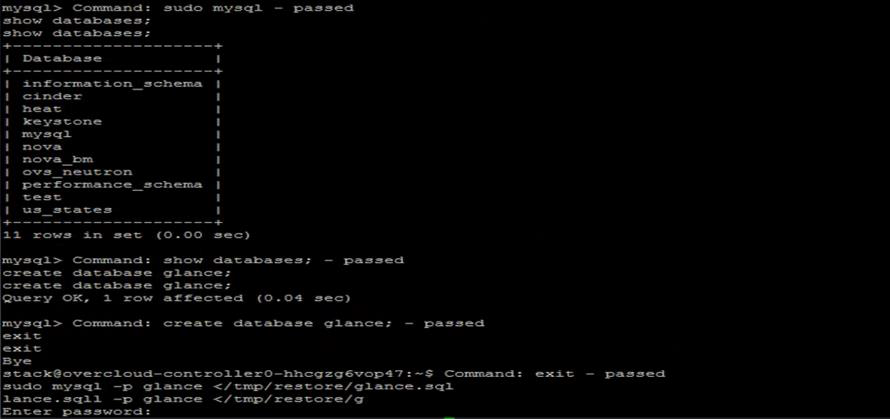 mysql> Command: sudo mysql - passed
show databases;
show databases;
+--------------------+
| Database           |
+--------------------+
| information_schema |
| cinder             |
| heat               |
| keystone           |
| mysql              |
| nova               |
| nova_bm            |
| ovs_neutron        |
| performance_schema |
| test               |
| us_states          |
+--------------------+
11 rows in set (0.00 sec)
mysql> Command: show databases; - passed
create database glance;
create database glance;
Query OK, 1 row affected (0.04 sec)
mysql> Command: create database glance; - passed
exit
exit
Bye
stack@overcloud-controller0-hhcgzg6vop47:~$ Command: exit - passed
sudo mysql -p glance </tmp/restore/glance.sql
lance.sqll -p glance </tmp/restore/g
Enter password: